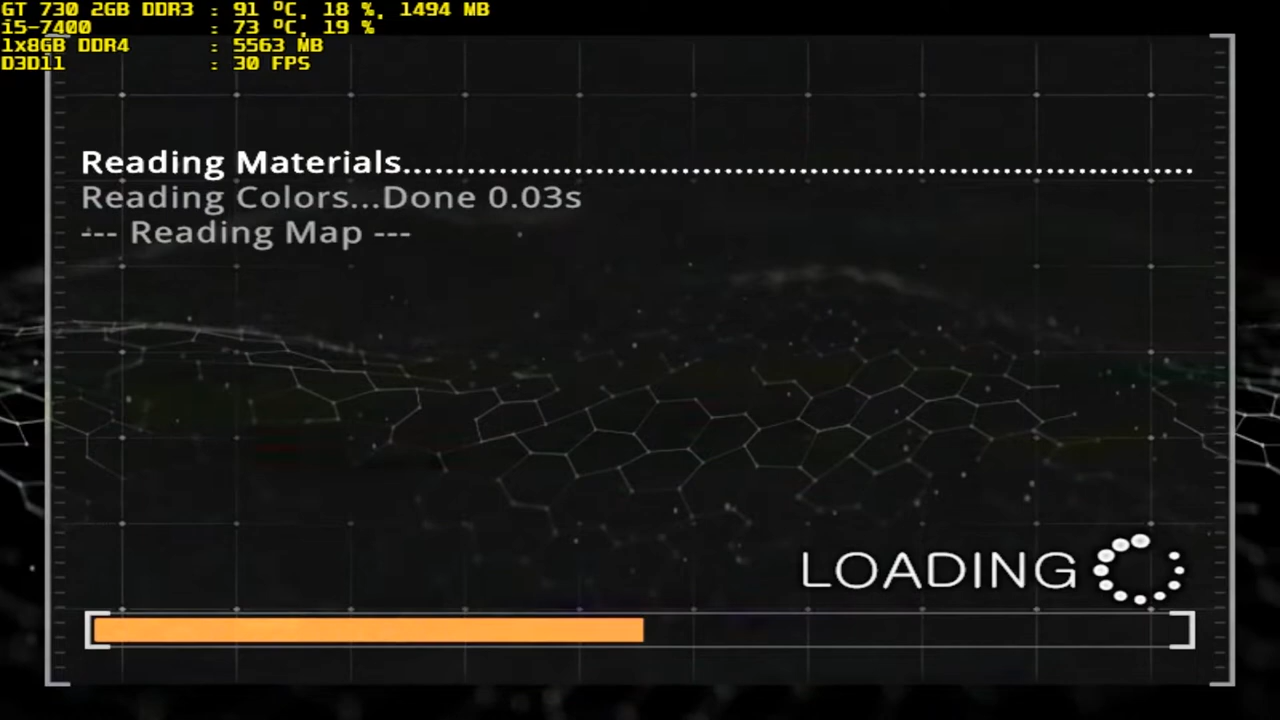 GT 730 2GB DDR3 : 91 ºC, 18 %, 1494 MB
i5-7400 : 73 ºC, 19 %
1x8GB DDR4 : 5563 MB
D3D11 : 30 FPS
Reading Materials.......................................................................
Reading Colors...Done 0.03s
--- Reading Map ---
LOADING